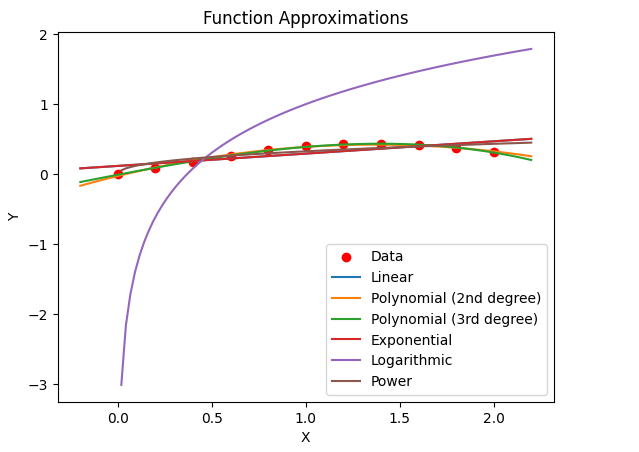 Function Approximations
Y
2
1
0
−1
−2
−3
Data
Linear
Polynomial (2nd degree)
Polynomial (3rd degree)
Exponential
Logarithmic
Power
0.0 0.5 1.0 1.5 2.0
X